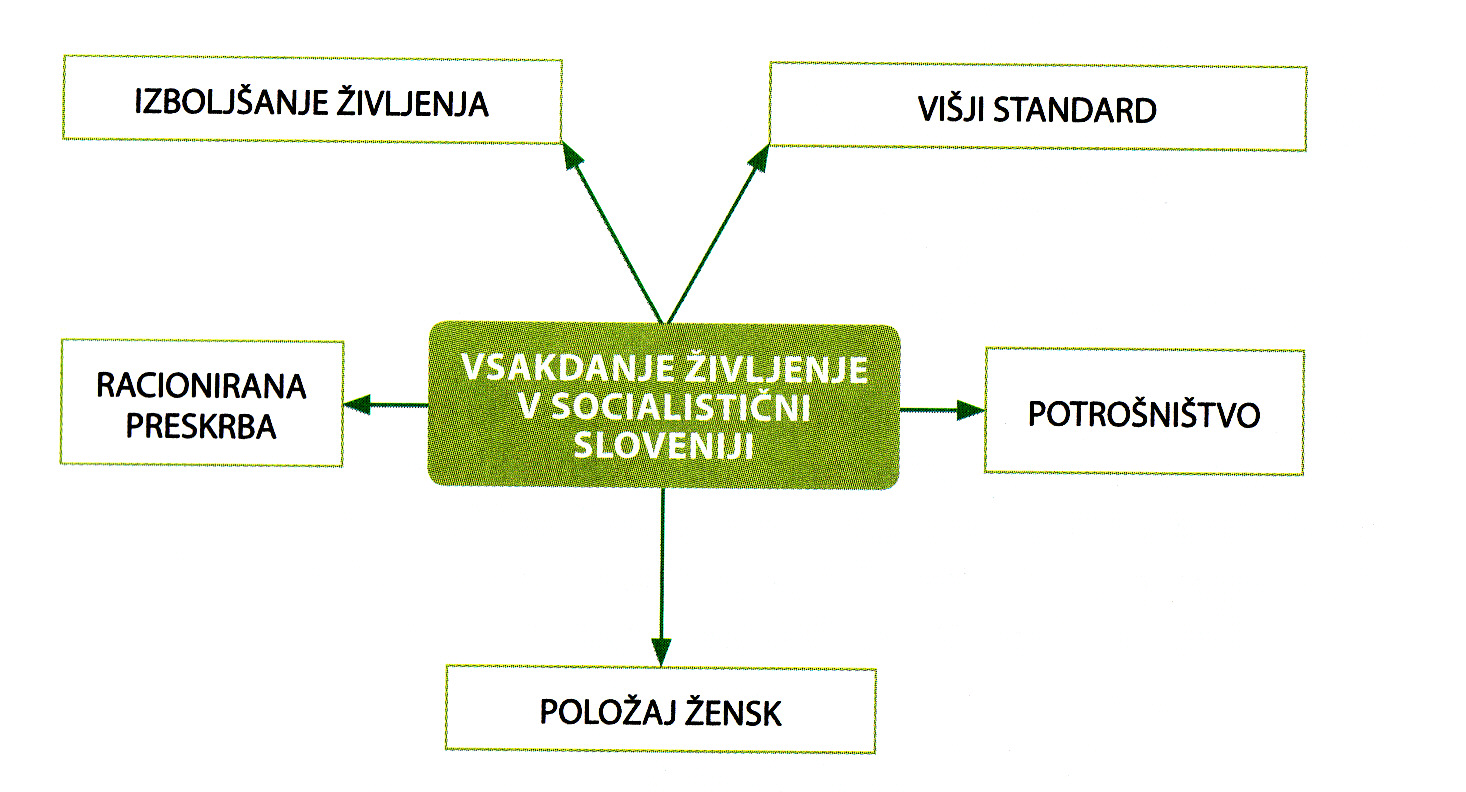 IZBOLJŠANJE ŽIVLJENJA
VIŠJI STANDARD
RACIONIRANA
PRESKRBA
VSAKDANJE ŽIVLJENJE
V SOCIALISTIČNI
SLOVENIJI
POTROŠNIŠTVO
POLOŽAJ ŽENSK